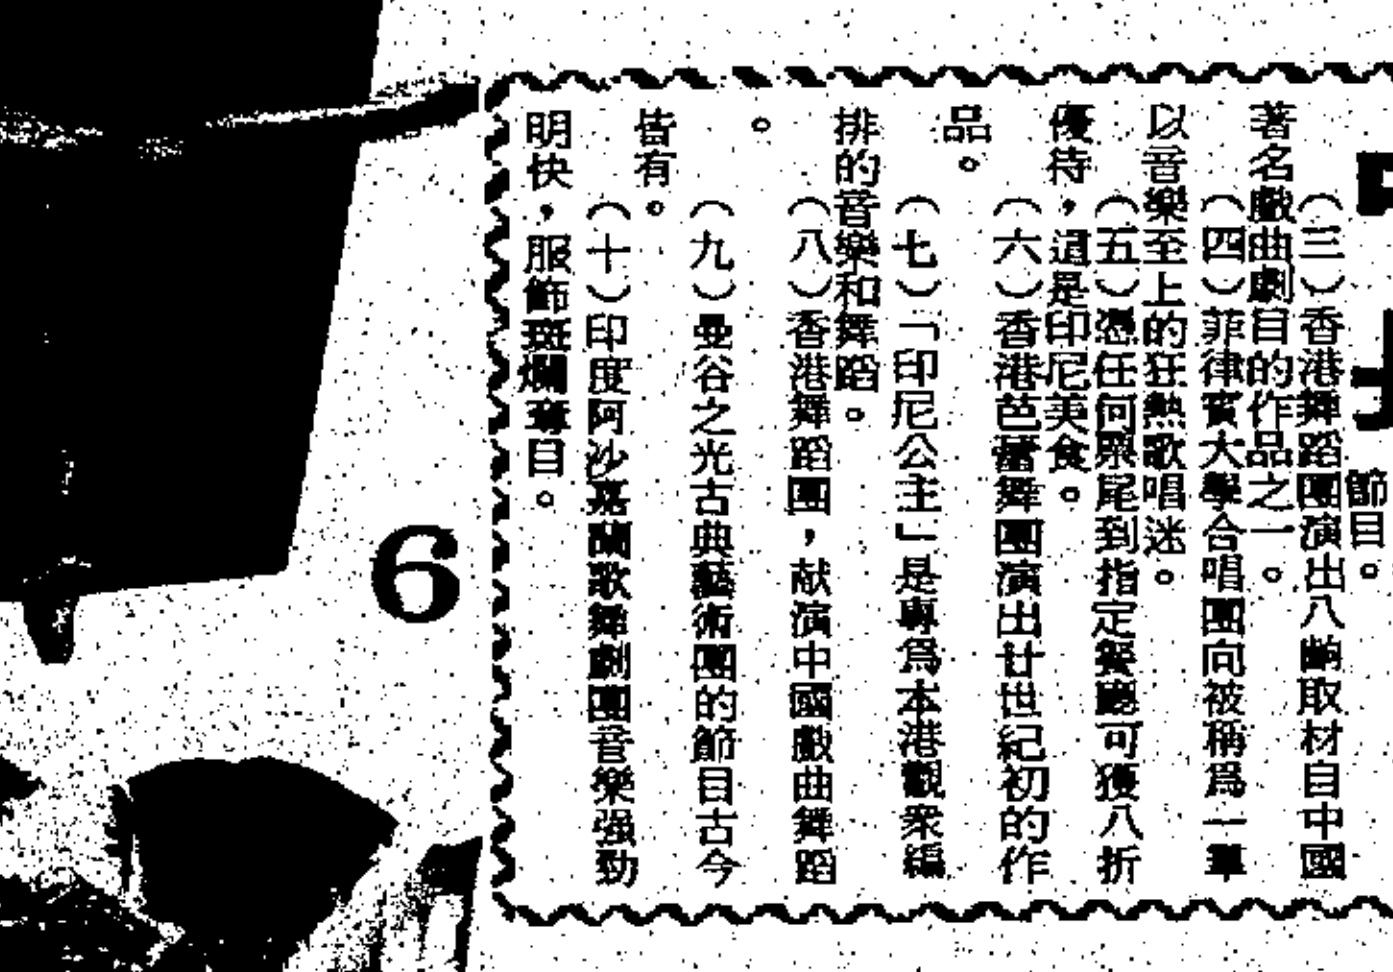 節目。
（三）香港舞蹈團演出八齣取材自中國
著名戲曲劇目的作品之一。
（四）菲律賓大學合唱團向被稱爲一羣
以音樂至上的狂熱歌唱迷。
（五）憑任何票尾到指定餐廳可獲八折
優待，這是印尼美食。
（六）香港芭蕾舞團演出廿世紀初的作
品。
（七）「印尼公主」是專爲本港觀衆編
排的音樂和舞蹈。
（八）香港舞蹈團，献演中國戲曲舞蹈
。
（九）曼谷之光古典藝術團的節目古今
皆有。
（十）印度阿沙嘉蘭歌舞劇團音樂强勁
明快，服飾斑斕奪目。
6